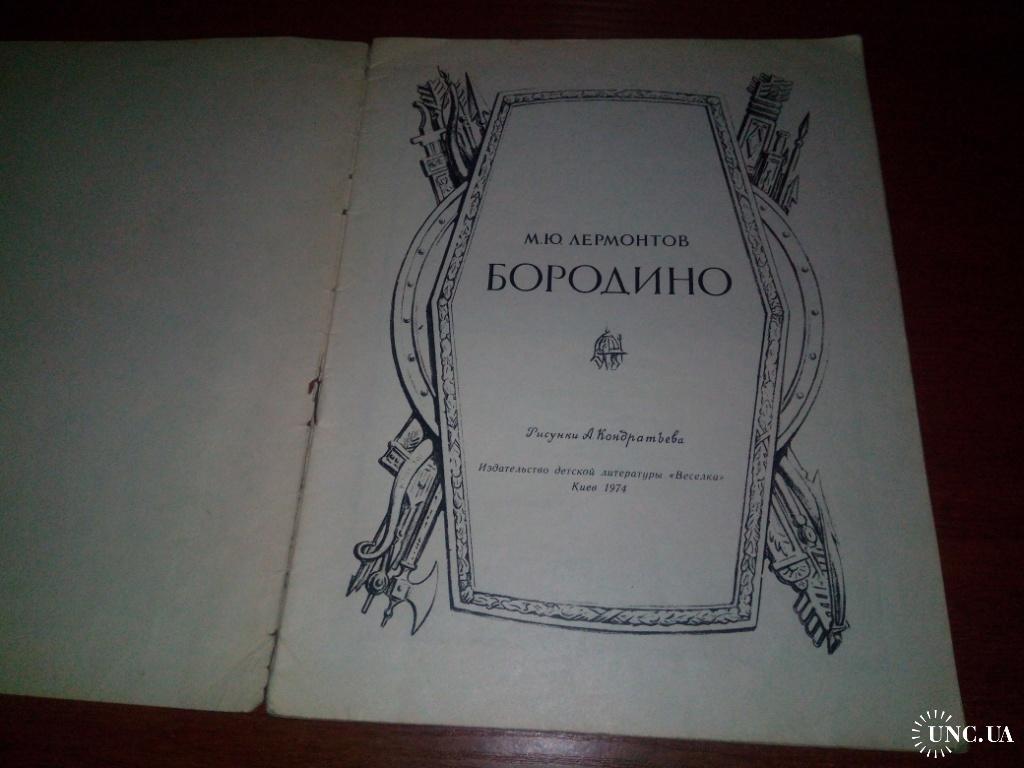 М.Ю. ЛЕРМОНТОВ
БОРОДИНО
Рисунки А Кондратьева
Издательство детской литературы «Веселка»
Киев 1974
UNC.UA